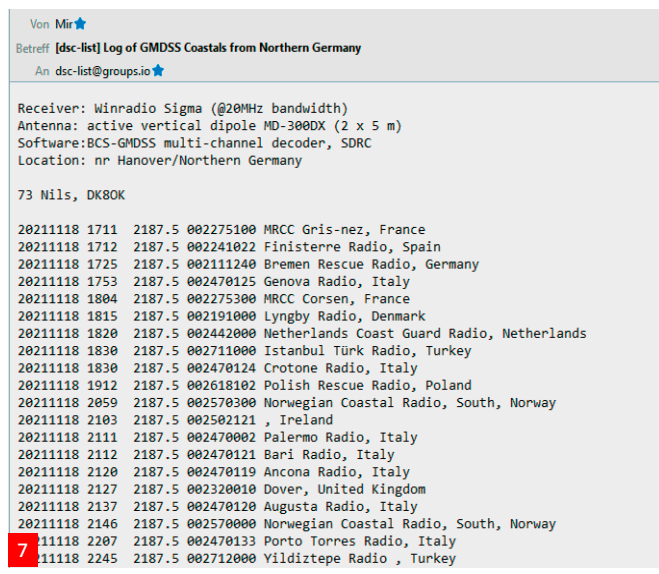 Von Mir
Betreff [dsc-list] Log of GMDSS Coastals from Northern Germany
An dsc-list@groups.io
Receiver: Winradio Sigma (@20MHz bandwidth)
Antenna: active vertical dipole MD-300DX (2 x 5 m)
Software:BCS-GMDSS multi-channel decoder, SDRC
Location: nr Hanover/Northern Germany
73 Nils, DK8OK
20211118 1711 2187.5 002275100 MRCC Gris-nez, France
20211118 1712 2187.5 002241022 Finisterre Radio, Spain
20211118 1725 2187.5 002111240 Bremen Rescue Radio, Germany
20211118 1753 2187.5 002470125 Genova Radio, Italy
20211118 1804 2187.5 002275300 MRCC Corsen, France
20211118 1815 2187.5 002191000 Lyngby Radio, Denmark
20211118 1820 2187.5 002442000 Netherlands Coast Guard Radio, Netherlands
20211118 1830 2187.5 002711000 Istanbul Türk Radio, Turkey
20211118 1830 2187.5 002470124 Crotone Radio, Italy
20211118 1912 2187.5 002618102 Polish Rescue Radio, Poland
20211118 2059 2187.5 002570300 Norwegian Coastal Radio, South, Norway
20211118 2103 2187.5 002502121 , Ireland
20211118 2111 2187.5 002470002 Palermo Radio, Italy
20211118 2112 2187.5 002470121 Bari Radio, Italy
20211118 2120 2187.5 002470119 Ancona Radio, Italy
20211118 2127 2187.5 002320010 Dover, United Kingdom
20211118 2137 2187.5 002470120 Augusta Radio, Italy
20211118 2146 2187.5 002570000 Norwegian Coastal Radio, South, Norway
11118 2207 2187.5 002470133 Porto Torres Radio, Italy
7
11118 2245 2187.5 002712000 Yildiztepe Radio , Turkey